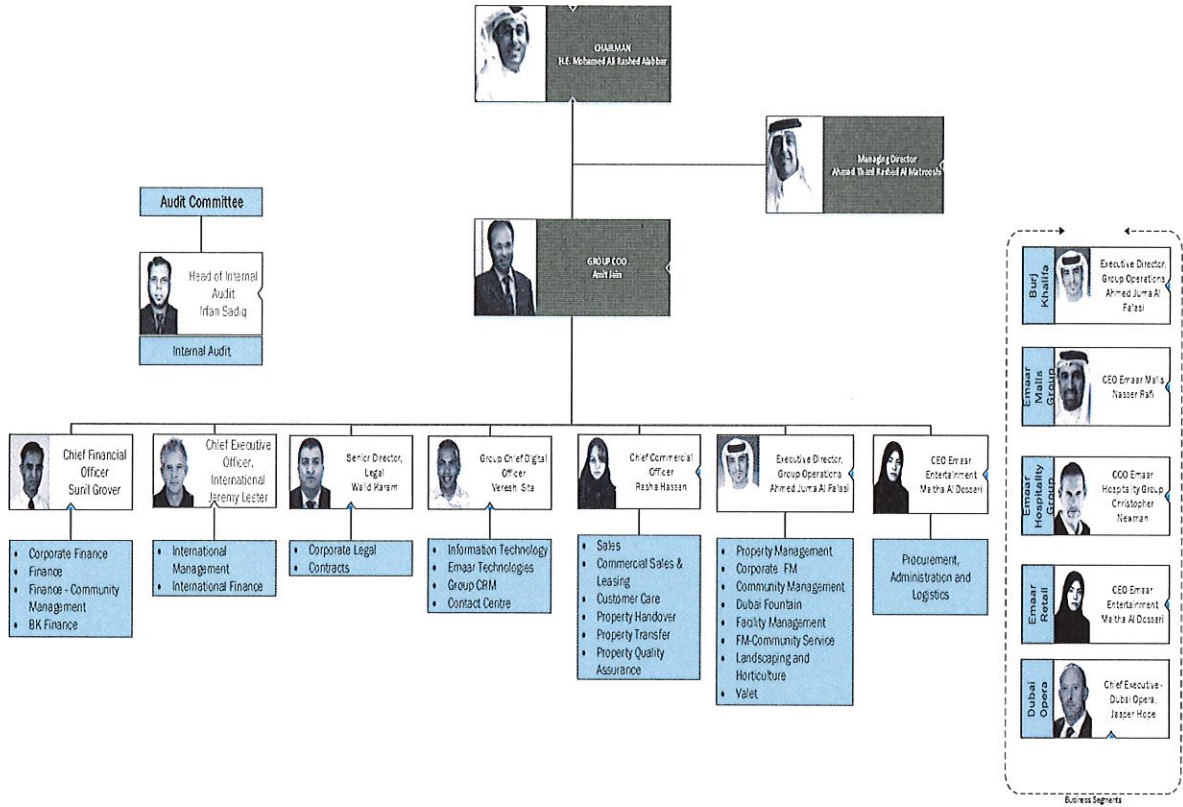 CHAIRMAN
H.E. Mohamed Ali Rashed Alabbar
Managing Director
Ahmad Thani Rashed Al Matrooshi
Audit Committee
GROUP COO
Amit Jain
Head of Internal
Audit
Irfan Sadiq
Internal Audit
Chief Financial
Officer
Sunil Grover
Chief Executive
Officer,
International
Jeremy Lester
Senior Director,
Legal
Walid Karam
Group Chief Digital
Officer
Veresh Sita
Chief Commercial
Officer
Rasha Hassan
Executive Director,
Group Operations
Ahmed Juma Al Falasi
CEO Emaar
Entertainment
Maitha Al Dossari
• Corporate Finance
• Finance
• Finance - Community
Management
• BK Finance
• International
Management
• International Finance
• Corporate Legal
• Contracts
• Information Technology
• Emaar Technologies
• Group CRM
• Contact Centre
• Sales
• Commercial Sales &
Leasing
• Customer Care
• Property Handover
• Property Transfer
• Property Quality
Assurance
• Property Management
• Corporate FM
• Community Management
• Dubai Fountain
• Facility Management
• FM-Community Service
• Landscaping and
Horticulture
• Valet
Procurement,
Administration and
Logistics
Burj
Khalifa
Executive Director,
Group Operations
Ahmed Juma Al
Falasi
Emaar
Malls
Group
CEO Emaar Malls
Nasser Rafi
Emaar
Hospitality
Group
COO Emaar
Hospitality Group
Christopher
Newman
Emaar
Retail
CEO Emaar
Entertainment
Maitha Al Dossari
Dubai
Opera
Chief Executive -
Dubai Opera,
Jasper Hope
Business Segments